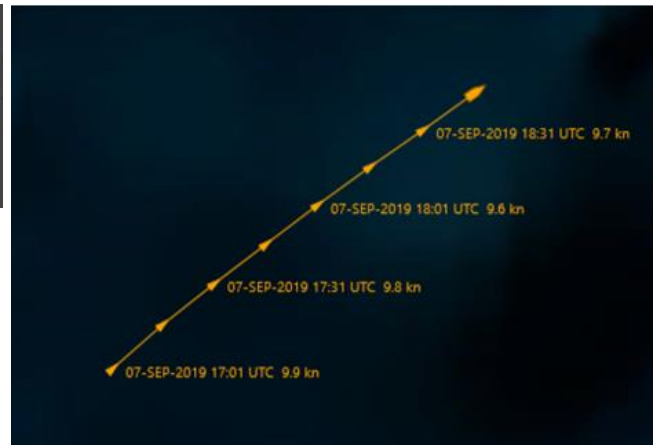 07-SEP-2019 18:31 UTC 9.7 kn
07-SEP-2019 18:01 UTC 9.6 kn
07-SEP-2019 17:31 UTC 9.8 kn
07-SEP-2019 17:01 UTC 9.9 kn